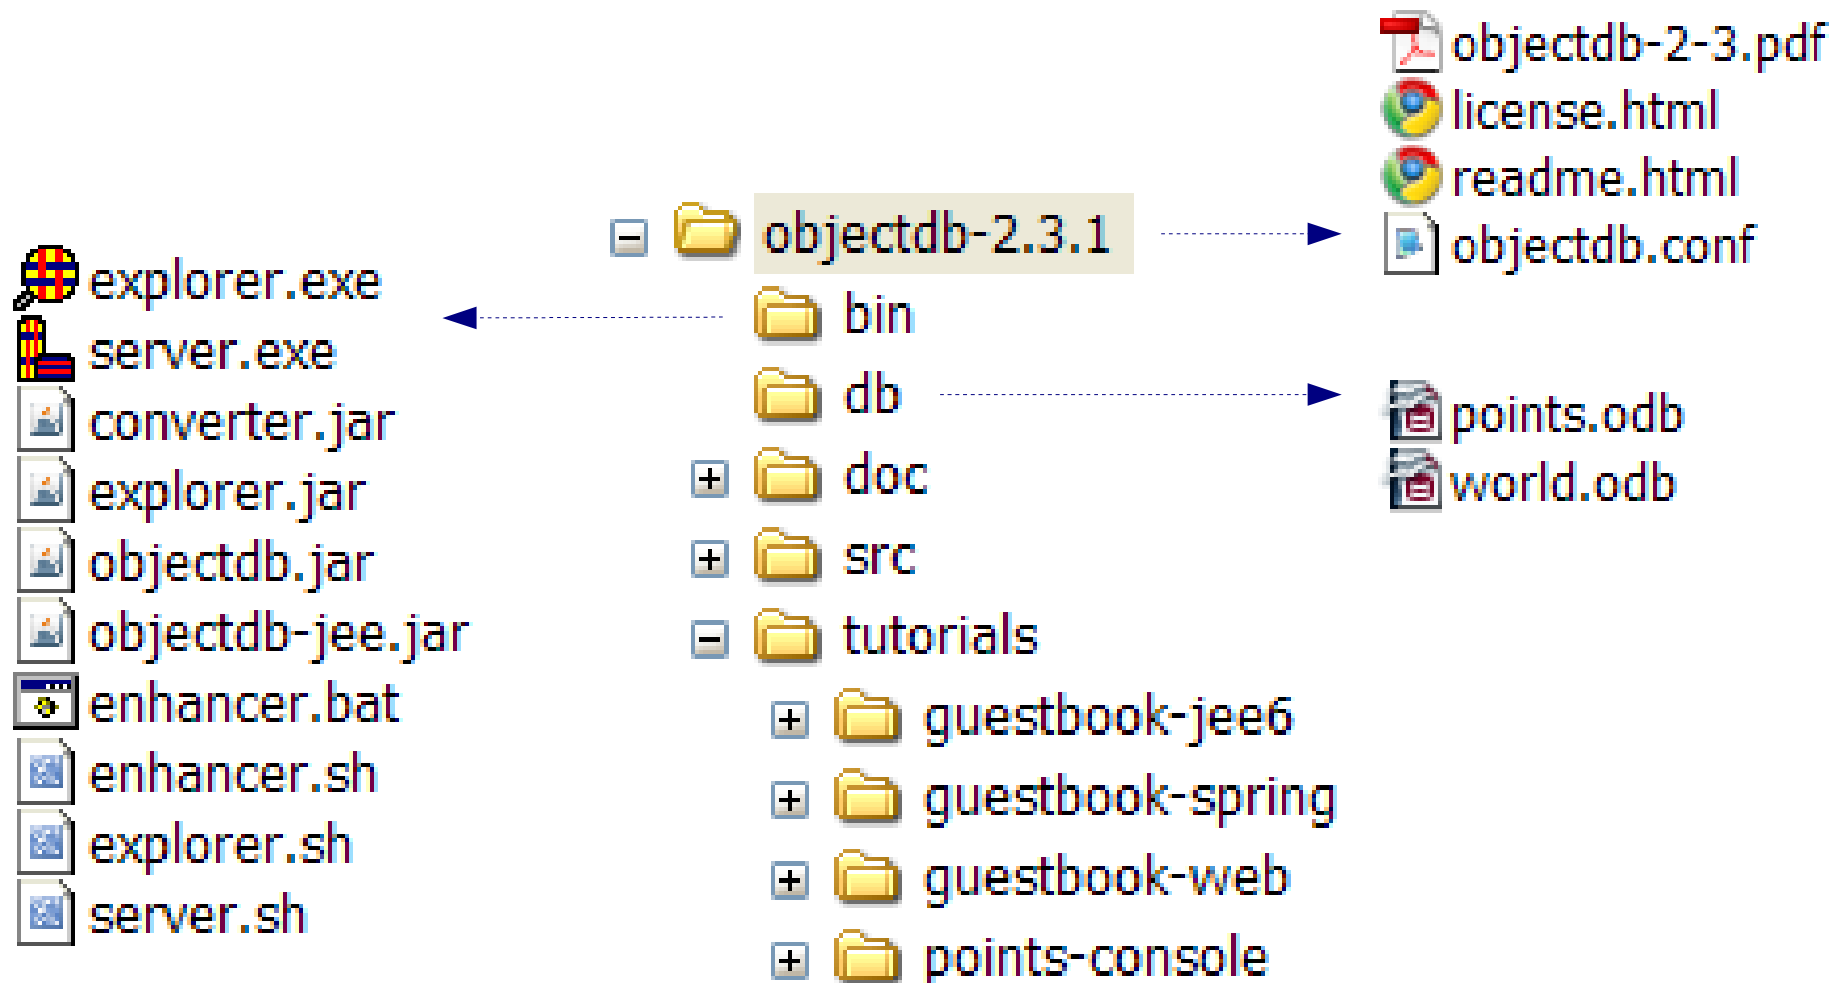 explorer.exe
server.exe
converter.jar
explorer.jar
objectdb.jar
objectdb-jee.jar
enhancer.bat
enhancer.sh
explorer.sh
server.sh
objectdb-2.3.1
bin
db
doc
src
tutorials
guestbook-jee6
guestbook-spring
guestbook-web
points-console
objectdb-2-3.pdf
license.html
readme.html
objectdb.conf
points.odb
world.odb